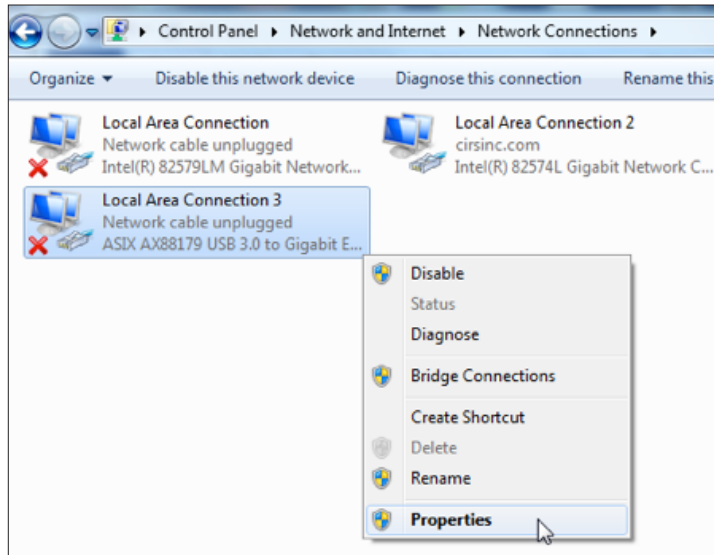 Control Panel ▸ Network and Internet ▸ Network Connections ▸
Organize ▾ Disable this network device Diagnose this connection Rename this
Local Area Connection
Network cable unplugged
Intel(R) 82579LM Gigabit Network...
Local Area Connection 2
cirsinc.com
Intel(R) 82574L Gigabit Network C...
Local Area Connection 3
Network cable unplugged
ASIX AX88179 USB 3.0 to Gigabit E...
Disable
Status
Diagnose
Bridge Connections
Create Shortcut
Delete
Rename
Properties